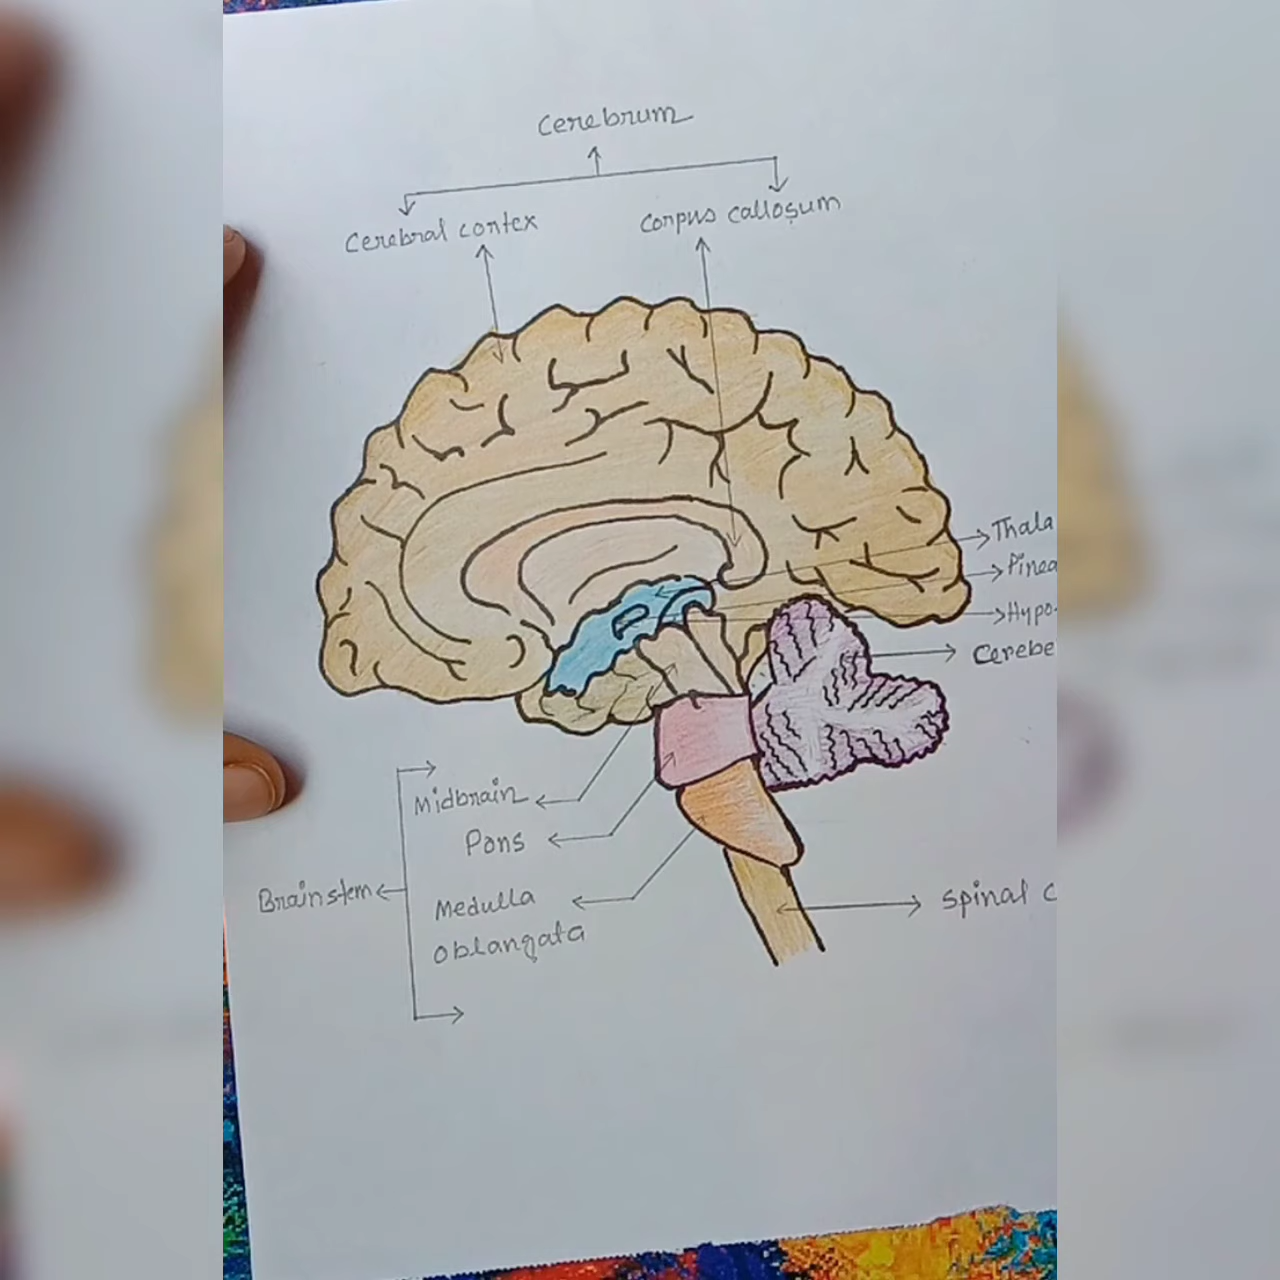 Cerebrum
Cerebral cortex
Corpus callosum
Thala
Pinea
Hypo-
Cerebe
Midbrain
Pons
Brainstem
Medulla
oblangata
Spinal c